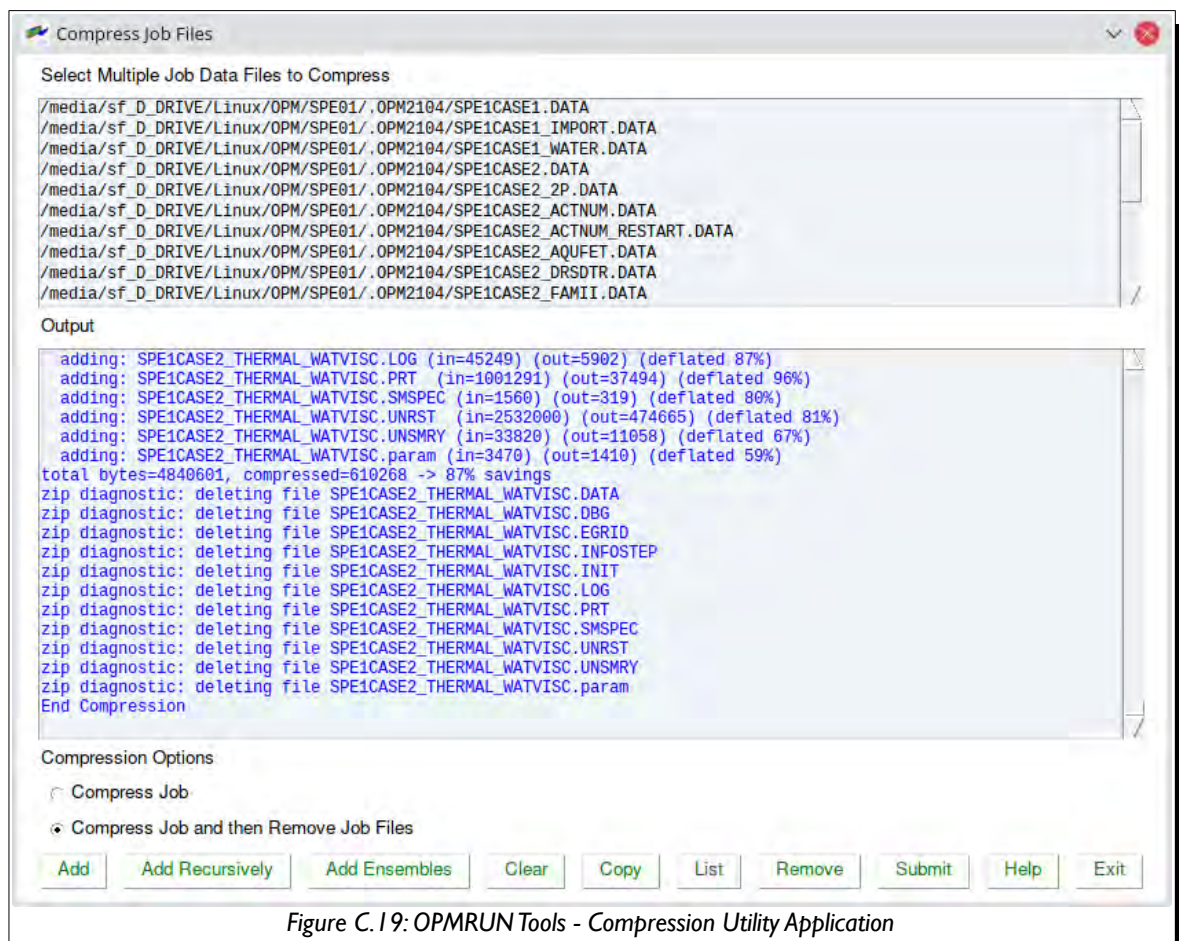 Compress Job Files
Select Multiple Job Data Files to Compress
/media/sf_D_DRIVE/Linux/OPM/SPE01/.OPM2104/SPE1CASE1.DATA
/media/sf_D_DRIVE/Linux/OPM/SPE01/.OPM2104/SPE1CASE1_IMPORT.DATA
/media/sf_D_DRIVE/Linux/OPM/SPE01/.OPM2104/SPE1CASE1_WATER.DATA
/media/sf_D_DRIVE/Linux/OPM/SPE01/.OPM2104/SPE1CASE2.DATA
/media/sf_D_DRIVE/Linux/OPM/SPE01/.OPM2104/SPE1CASE2_2P.DATA
/media/sf_D_DRIVE/Linux/OPM/SPE01/.OPM2104/SPE1CASE2_ACTNUM.DATA
/media/sf_D_DRIVE/Linux/OPM/SPE01/.OPM2104/SPE1CASE2_ACTNUM_RESTART.DATA
/media/sf_D_DRIVE/Linux/OPM/SPE01/.OPM2104/SPE1CASE2_AQUFET.DATA
/media/sf_D_DRIVE/Linux/OPM/SPE01/.OPM2104/SPE1CASE2_DRSDTR.DATA
/media/sf_D_DRIVE/Linux/OPM/SPE01/.OPM2104/SPE1CASE2_FAMII.DATA
Output
adding: SPE1CASE2_THERMAL_WATVISC.LOG (in=45249) (out=5902) (deflated 87%)
adding: SPE1CASE2_THERMAL_WATVISC.PRT (in=1001291) (out=37494) (deflated 96%)
adding: SPE1CASE2_THERMAL_WATVISC.SMSPEC (in=1560) (out=319) (deflated 80%)
adding: SPE1CASE2_THERMAL_WATVISC.UNRST (in=2532000) (out=474665) (deflated 81%)
adding: SPE1CASE2_THERMAL_WATVISC.UNSMRY (in=33820) (out=11058) (deflated 67%)
adding: SPE1CASE2_THERMAL_WATVISC.param (in=3470) (out=1410) (deflated 59%)
total bytes=4840601, compressed=610268 -> 87% savings
zip diagnostic: deleting file SPE1CASE2_THERMAL_WATVISC.DATA
zip diagnostic: deleting file SPE1CASE2_THERMAL_WATVISC.DBG
zip diagnostic: deleting file SPE1CASE2_THERMAL_WATVISC.EGRID
zip diagnostic: deleting file SPE1CASE2_THERMAL_WATVISC.INFOSTEP
zip diagnostic: deleting file SPE1CASE2_THERMAL_WATVISC.INIT
zip diagnostic: deleting file SPE1CASE2_THERMAL_WATVISC.LOG
zip diagnostic: deleting file SPE1CASE2_THERMAL_WATVISC.PRT
zip diagnostic: deleting file SPE1CASE2_THERMAL_WATVISC.SMSPEC
zip diagnostic: deleting file SPE1CASE2_THERMAL_WATVISC.UNRST
zip diagnostic: deleting file SPE1CASE2_THERMAL_WATVISC.UNSMRY
zip diagnostic: deleting file SPE1CASE2_THERMAL_WATVISC.param
End Compression
Compression Options
Compress Job
Compress Job and then Remove Job Files
Add Add Recursively Add Ensembles Clear Copy List Remove Submit Help Exit
Figure C.19: OPMRUN Tools - Compression Utility Application